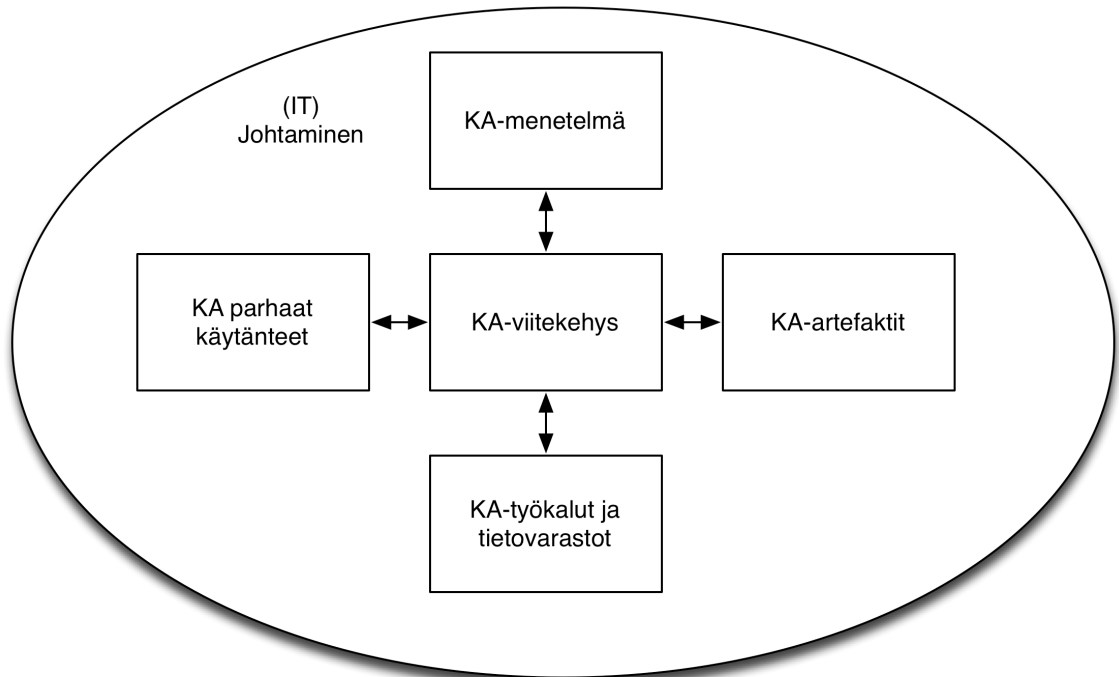 (IT)
Johtaminen
KA-menetelmä
KA parhaat
käytänteet
KA-viitekehys
KA-artefaktit
KA-työkalut ja
tietovarastot